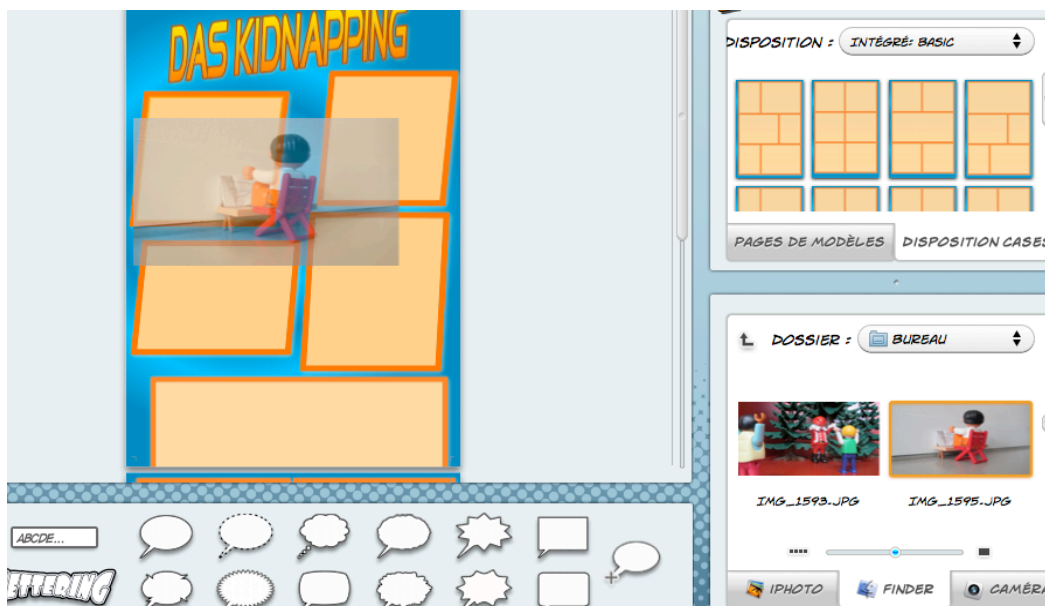 DAS KIDNAPPING
DISPOSITION : INTÉGRÉ: BASIC
PAGES DE MODÈLES DISPOSITION CASES
DOSSIER : BUREAU
IMG_1593.JPG IMG_1595.JPG
ABCDE...
LETTERING
IPHOTO FINDER CAMÉRA